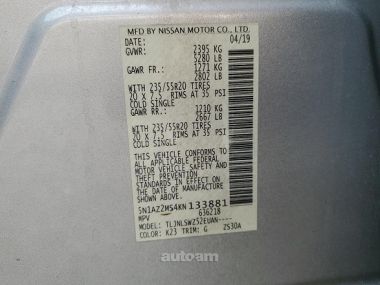 MFD BY NISSAN MOTOR CO., LTD.
DATE: 04/19
GVWR: 2395 KG
5280 LB
GAWR FR.: 1271 KG
2802 LB
WITH 235/55R20 TIRES
20 X 7.5 RIMS AT 35 PSI
COLD SINGLE
GAWR RR.: 1210 KG
2667 LB
WITH 235/55R20 TIRES
20 X 7.5 RIMS AT 33 PSI
COLD SINGLE
THIS VEHICLE CONFORMS TO
ALL APPLICABLE FEDERAL
MOTOR VEHICLE SAFETY
AND THEFT PREVENTION
STANDARDS IN EFFECT ON
THE DATE OF MANUFACTURE
SHOWN ABOVE.
5N1AZ2MS4KN133881
MPV 636218
MODEL: TLJNLSWZ52EUAN----
COLOR: K23 TRIM: G 2S30A
autoam